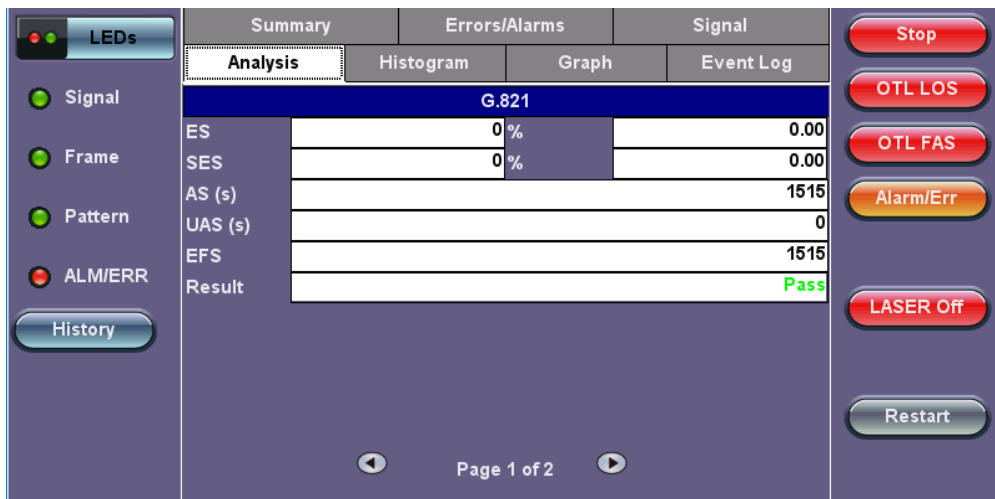 LEDs
Signal
Frame
Pattern
ALM/ERR
History
Summary Errors/Alarms Signal
Analysis Histogram Graph Event Log
G.821
ES 0 % 0.00
SES 0 % 0.00
AS (s) 1515
UAS (s) 0
EFS 1515
Result Pass
Page 1 of 2
Stop
OTL LOS
OTL FAS
Alarm/Err
LASER Off
Restart